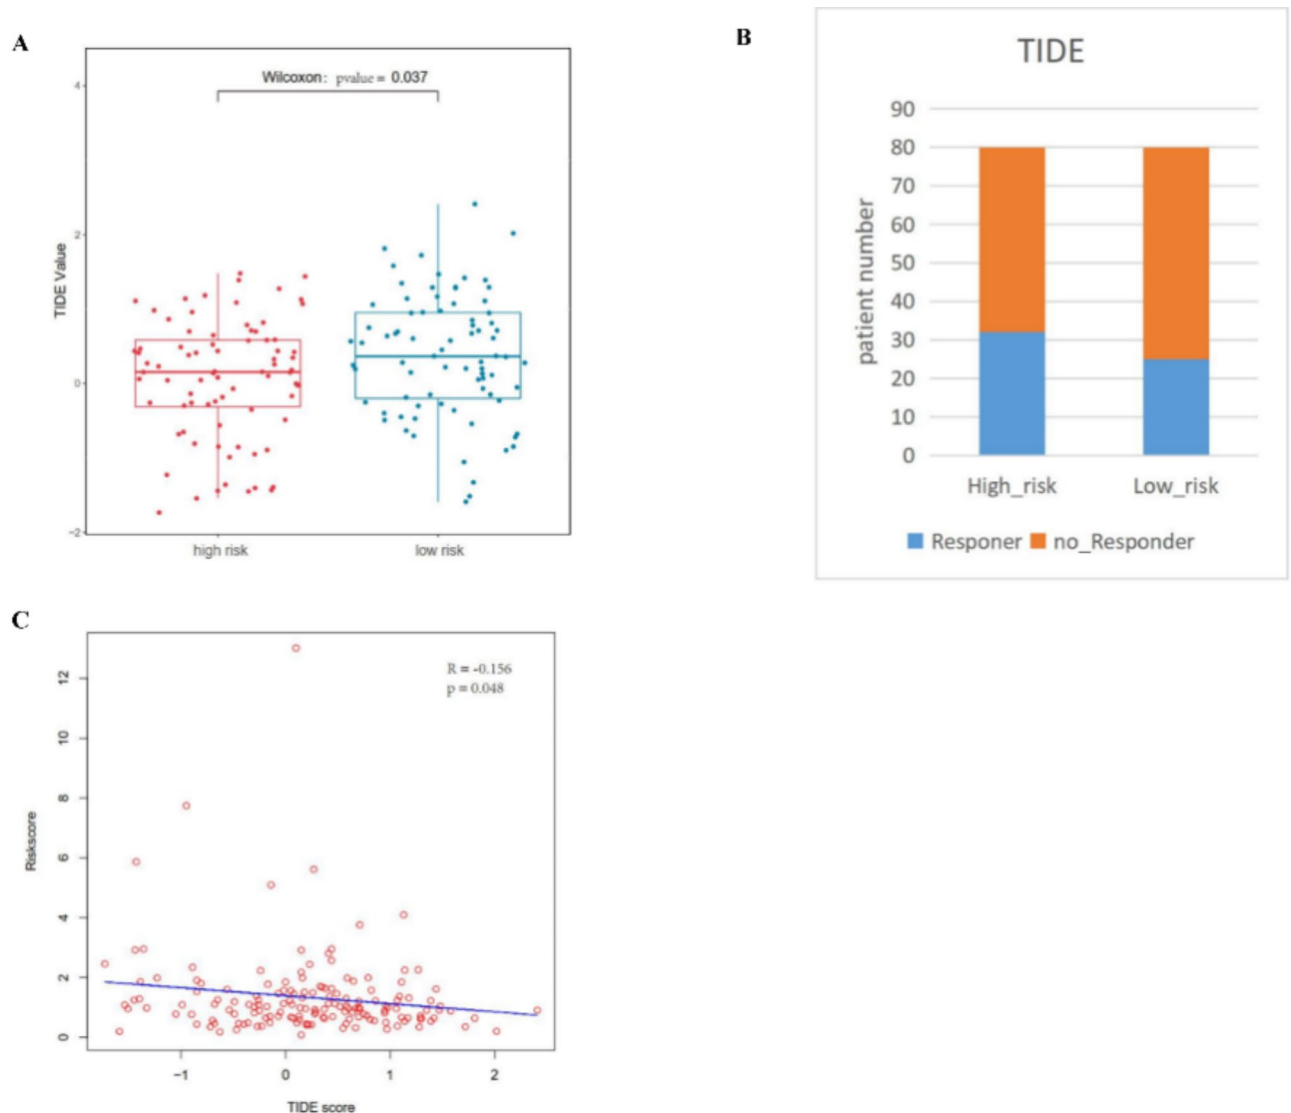 A
Wilcoxon: pvalue = 0.037
TIDE Value
4
2
0
−2
high risk
low risk
B
TIDE
patient number
90
80
70
60
50
40
30
20
10
0
High_risk
Low_risk
Responer
no_Responder
C
R = -0.156
p = 0.048
Riskscore
12
10
8
6
4
2
0
−1
0
1
2
TIDE score